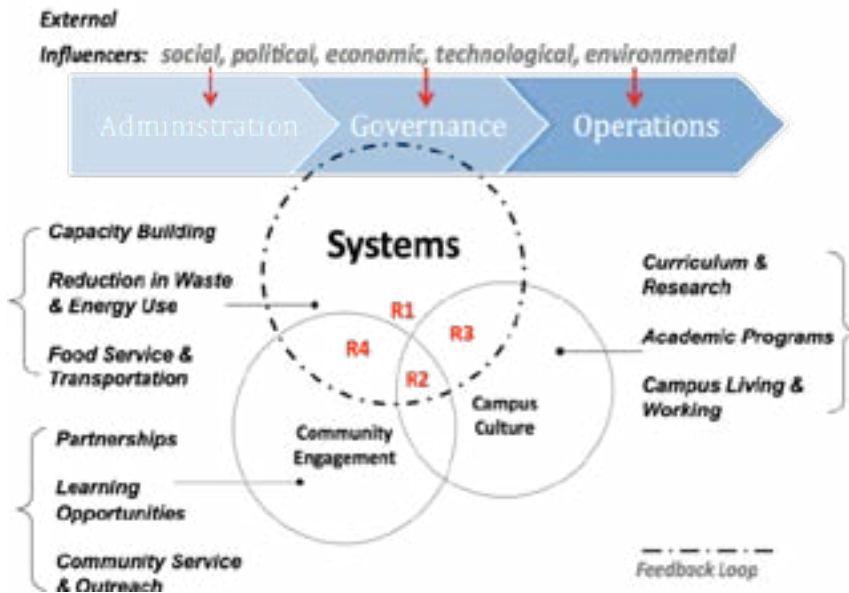 External
Influencers: social, political, economic, technological, environmental
Administration
Governance
Operations
Systems
Capacity Building
Reduction in Waste
& Energy Use
Food Service &
Transportation
R1
R4
R3
R2
Curriculum &
Research
Academic Programs
Campus Living &
Working
Campus
Culture
Community
Engagement
Partnerships
Learning
Opportunities
Community Service
& Outreach
Feedback Loop